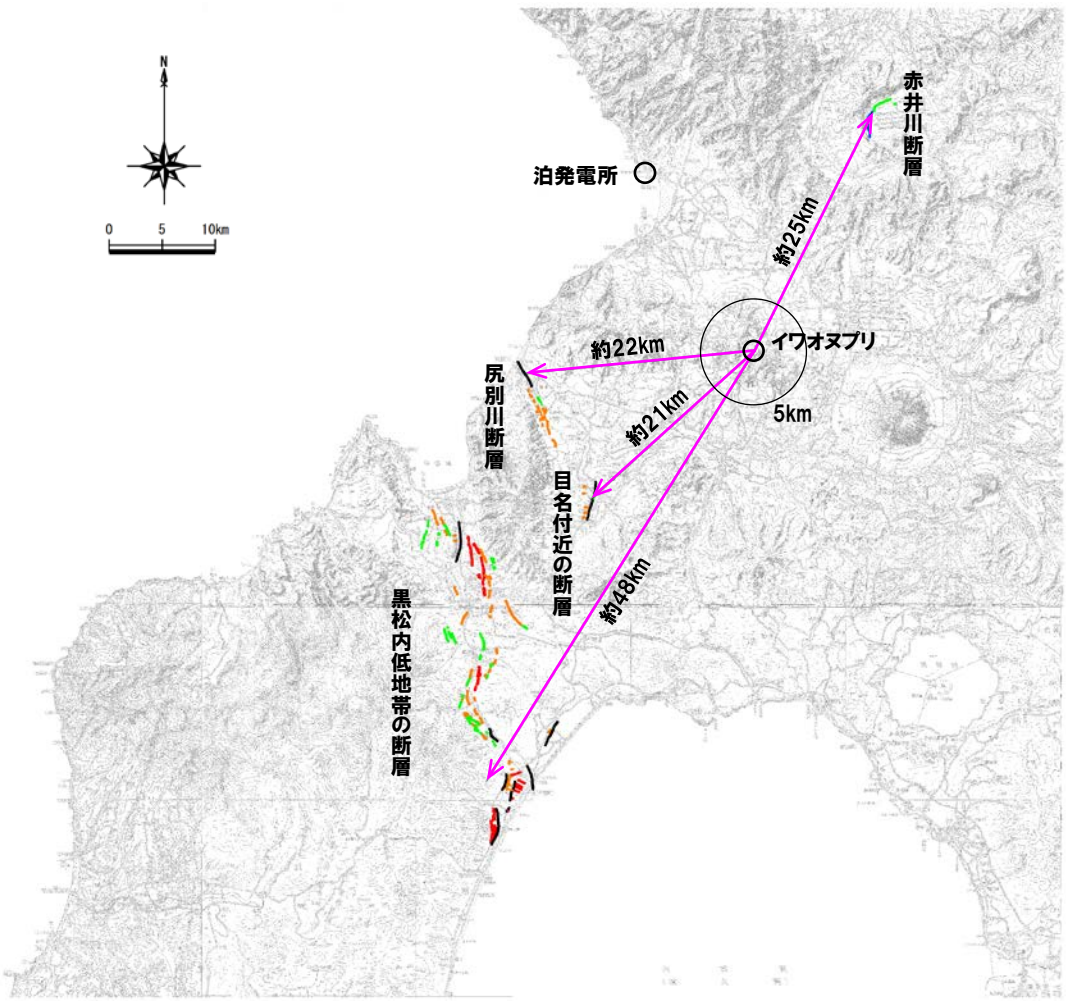 N
0 5 10km
赤井川断層
泊発電所
約25km
イワオヌプリ
約22km
5km
尻別川断層
約21km
目名付近の断層
約48km
黒松内低地帯の断層